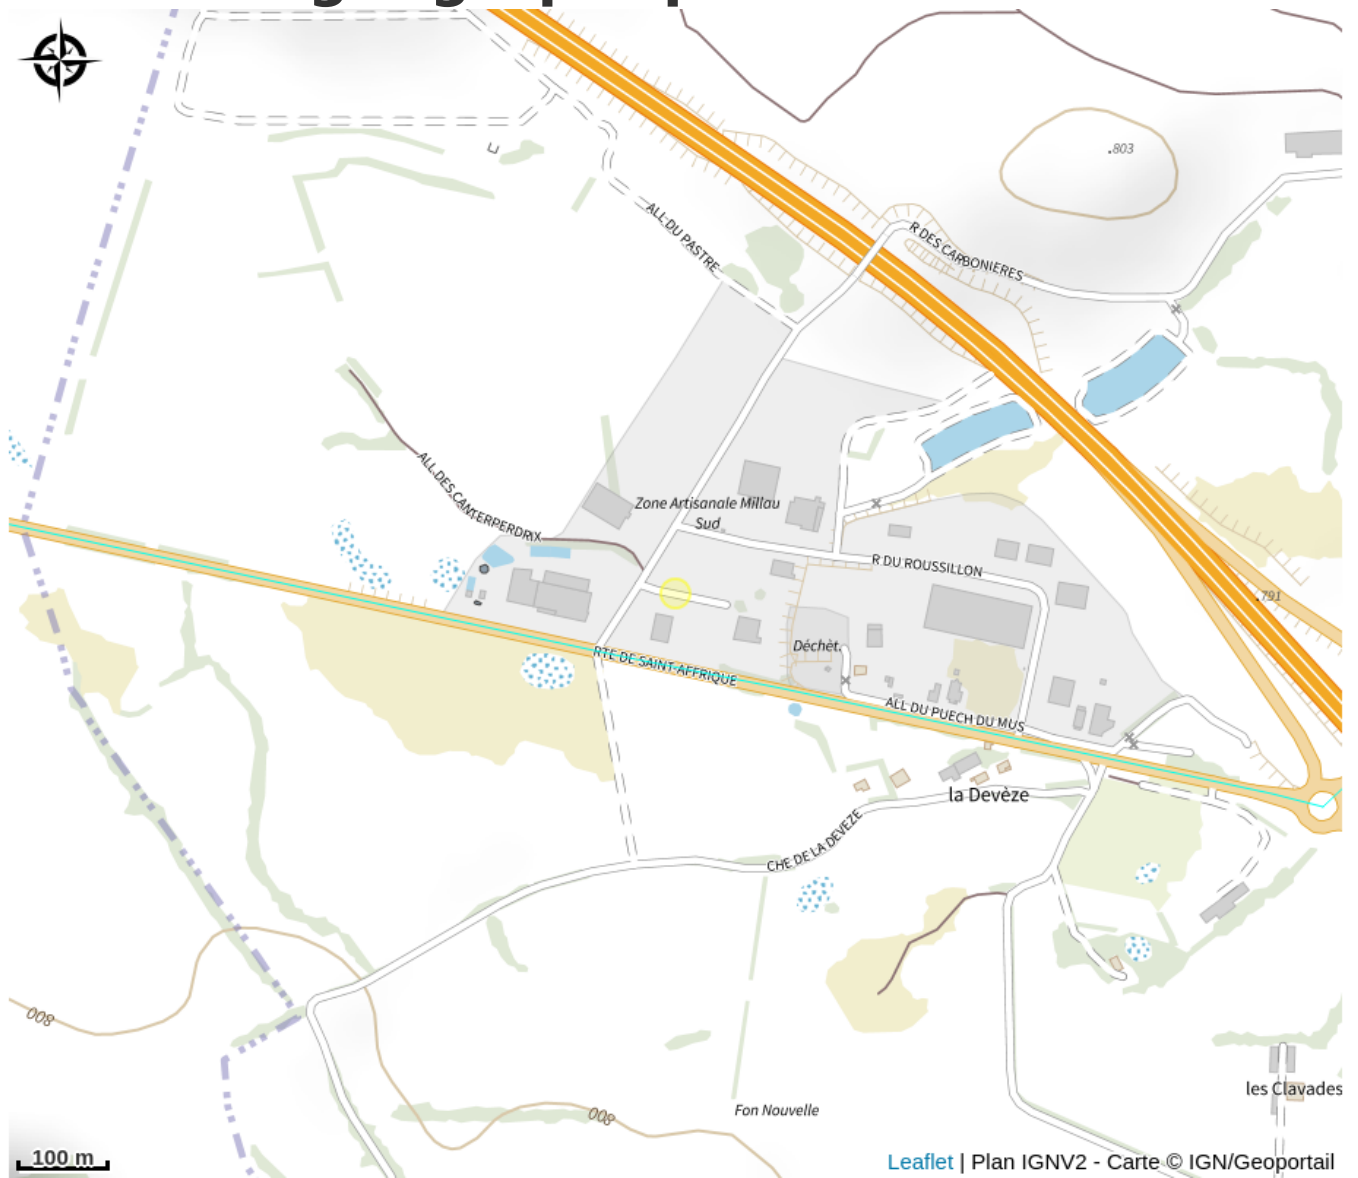 803
ALL DU PASTRE
R DES CARBONIERES
ALL DES CANTERPERDRIX
Zone Artisanale Millau
Sud
R DU ROUSSILLON
791
Déchèt.
RTE DE SAINT-AFFRIQUE
ALL DU PUECH DU MUS
la Devèze
CHE DE LA DEVEZE
800
les Clavades
800
Fon Nouvelle
100 m
Leaflet | Plan IGNV2 - Carte © IGN/Geoportail